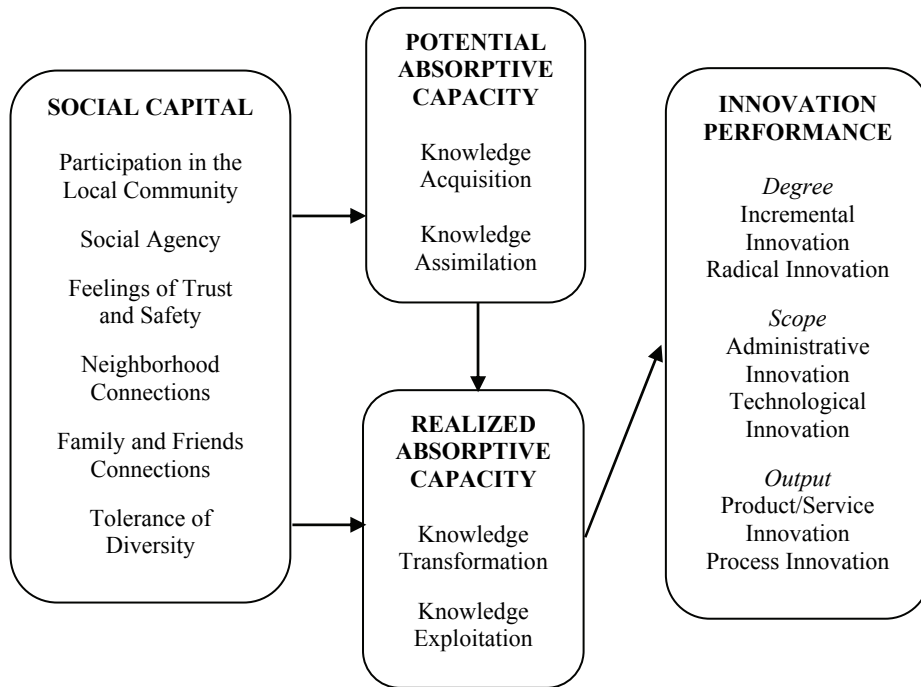 SOCIAL CAPITAL
Participation in the
Local Community
Social Agency
Feelings of Trust
and Safety
Neighborhood
Connections
Family and Friends
Connections
Tolerance of
Diversity
POTENTIAL
ABSORPTIVE
CAPACITY
Knowledge
Acquisition
Knowledge
Assimilation
REALIZED
ABSORPTIVE
CAPACITY
Knowledge
Transformation
Knowledge
Exploitation
INNOVATION
PERFORMANCE
Degree
Incremental
Innovation
Radical Innovation
Scope
Administrative
Innovation
Technological
Innovation
Output
Product/Service
Innovation
Process Innovation